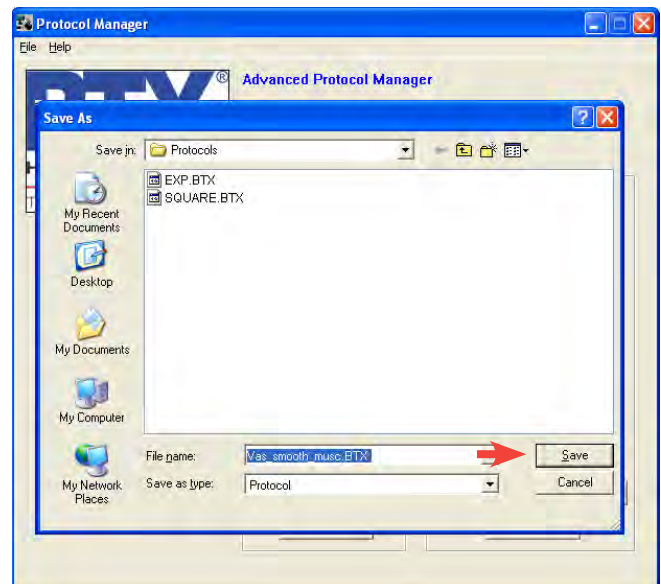 Protocol Manager
File Help
BTX®
Advanced Protocol Manager
Save As
Save in: Protocols
EXP.BTX
SQUARE.BTX
My Recent
Documents
Desktop
My Documents
My Computer
My Network
Places
File name: Vas_smooth_musc.BTX
Save
Save as type: Protocol
Cancel